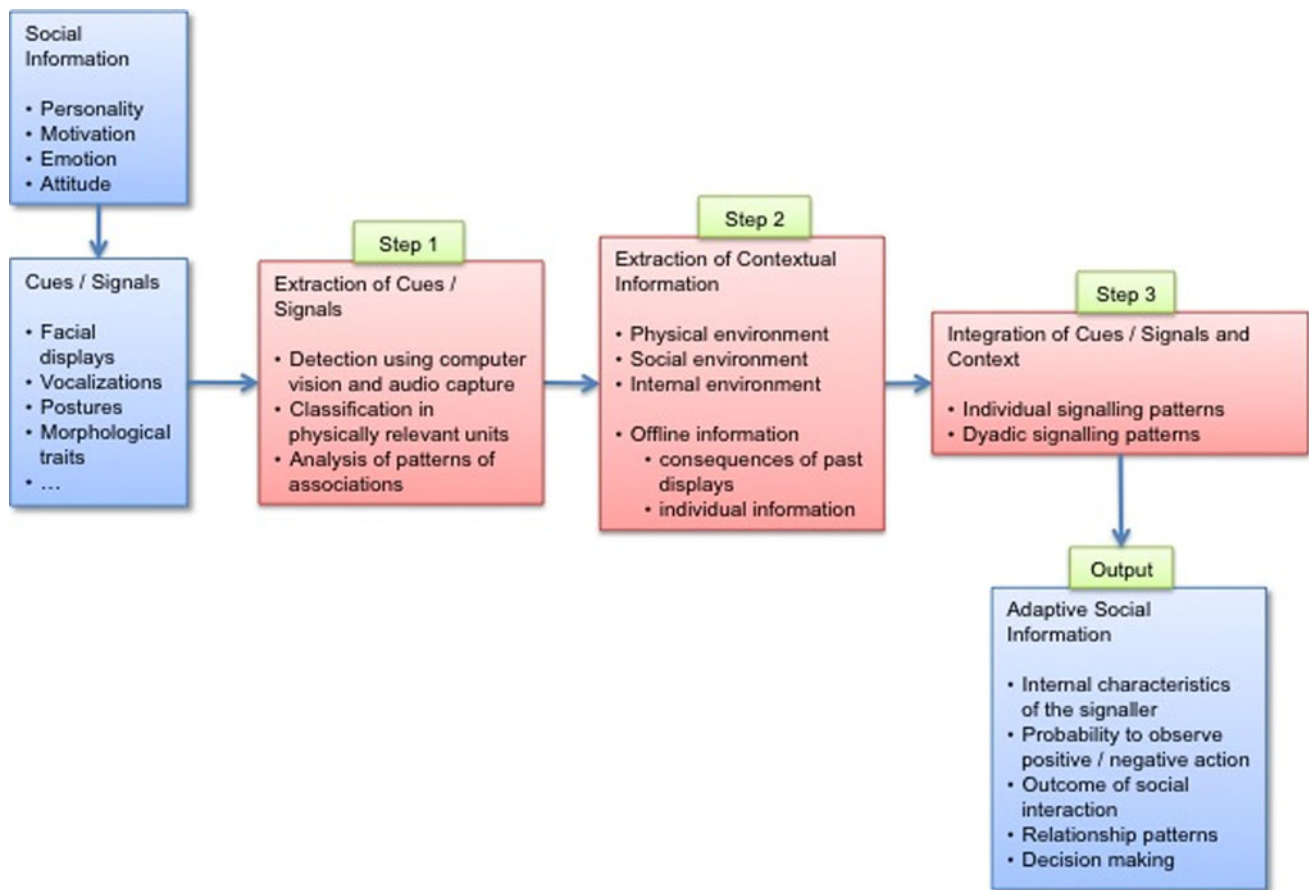 Social
Information
• Personality
• Motivation
• Emotion
• Attitude
Cues / Signals
• Facial
displays
• Vocalizations
• Postures
• Morphological
traits
• …
Step 1
Extraction of Cues /
Signals
• Detection using computer
vision and audio capture
• Classification in
physically relevant units
• Analysis of patterns of
associations
Step 2
Extraction of Contextual
Information
• Physical environment
• Social environment
• Internal environment
• Offline information
• consequences of past
displays
• individual information
Step 3
Integration of Cues / Signals and
Context
• Individual signalling patterns
• Dyadic signalling patterns
Output
Adaptive Social
Information
• Internal characteristics
of the signaller
• Probability to observe
positive / negative action
• Outcome of social
interaction
• Relationship patterns
• Decision making